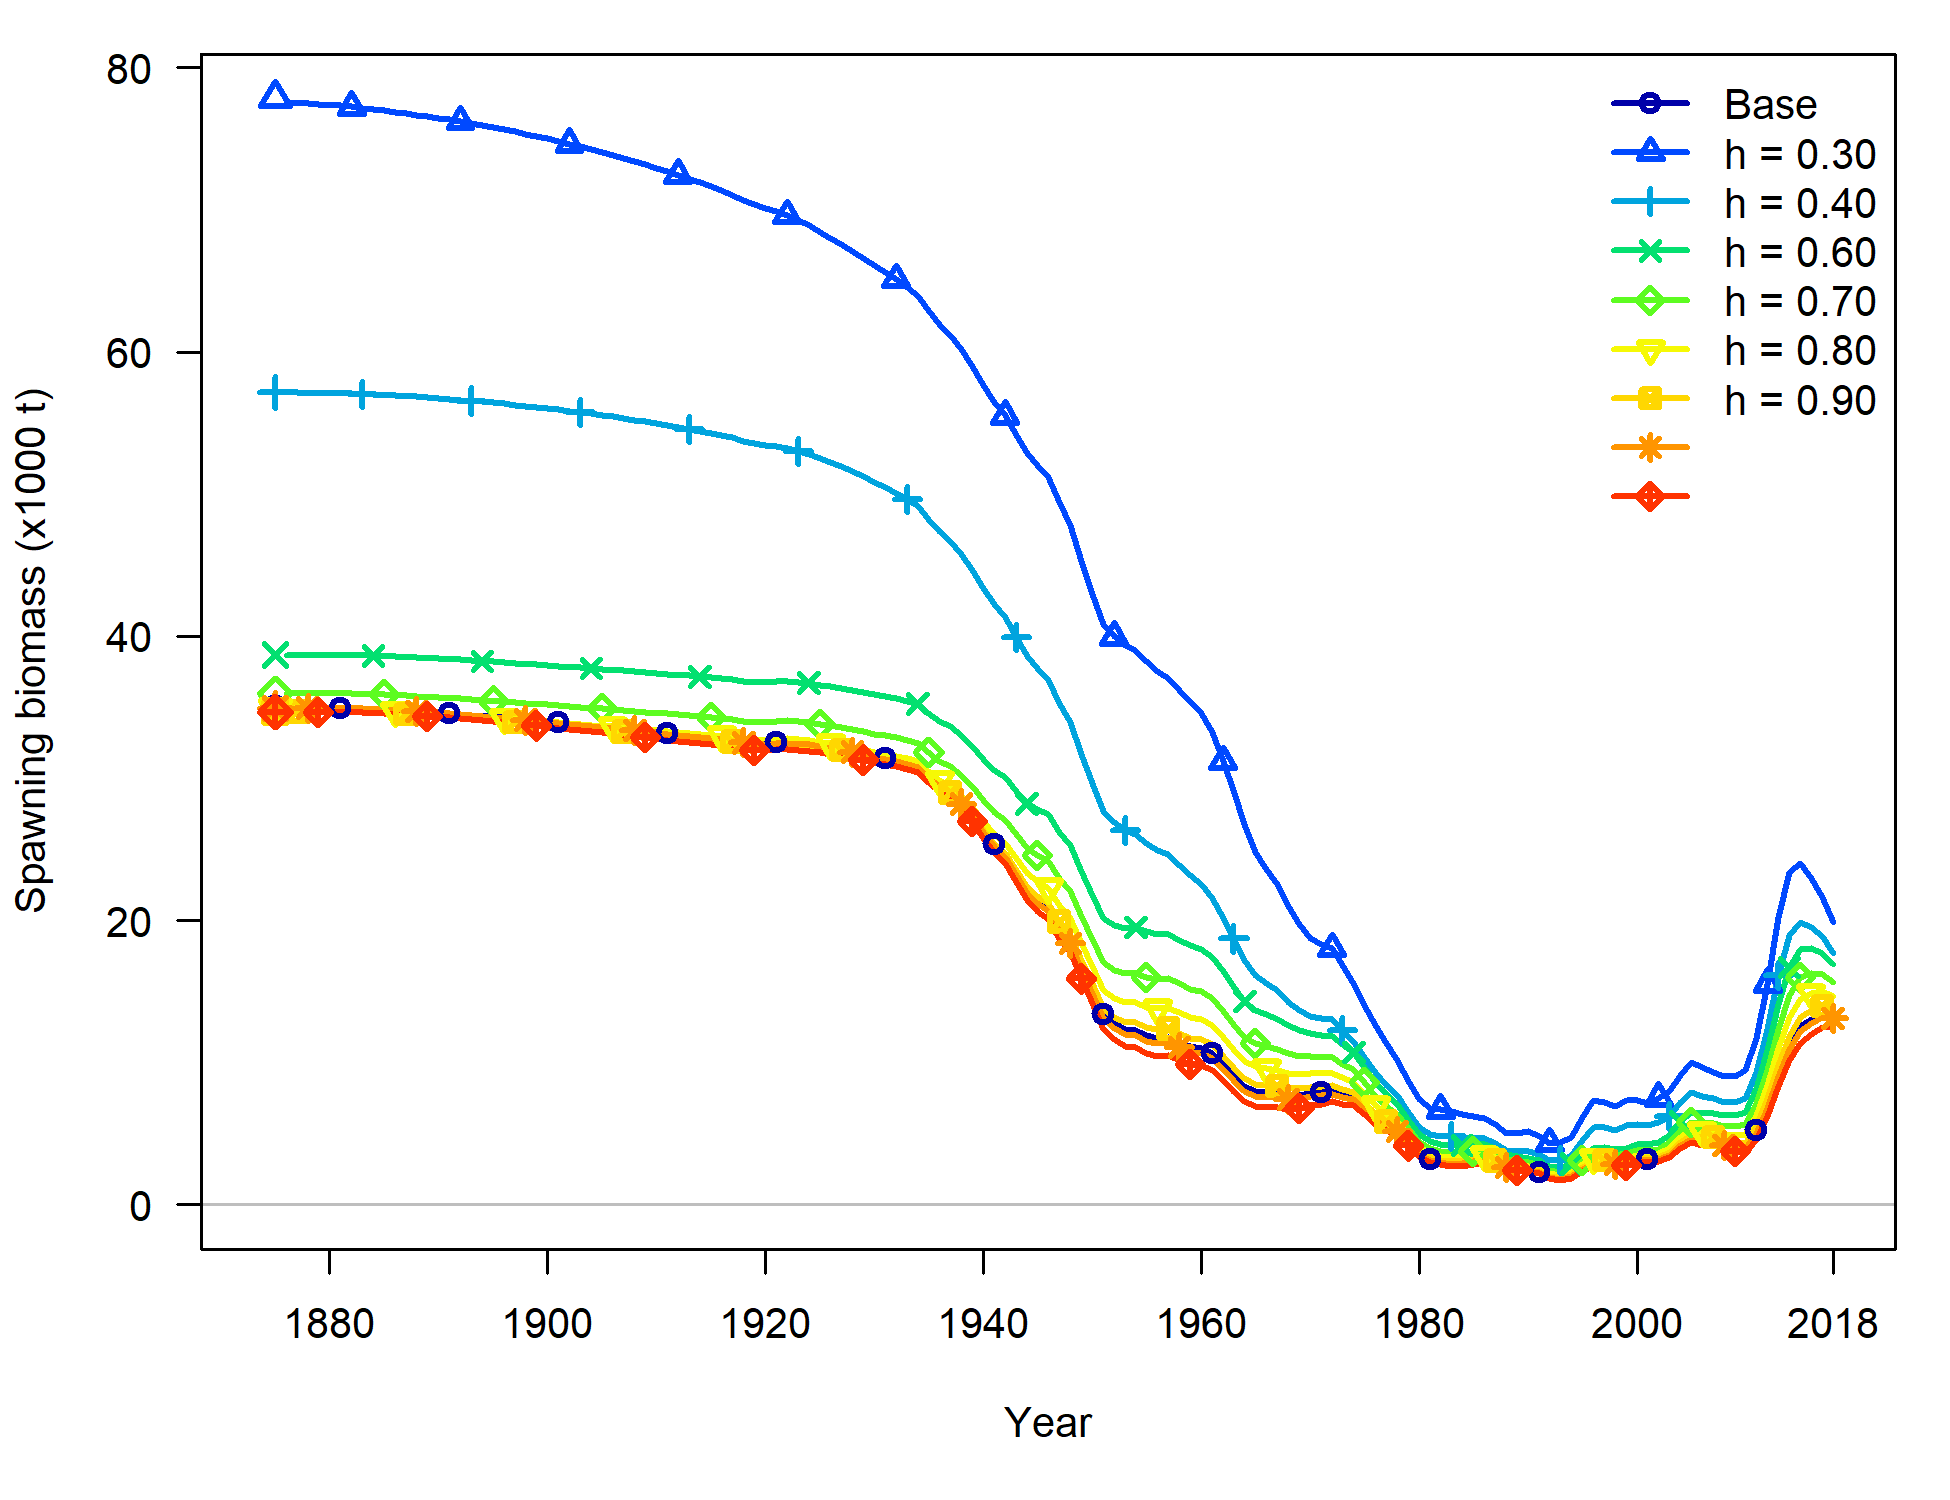 Spawning biomass (x1000 t)
80
60
40
20
0
Base
h = 0.30
h = 0.40
h = 0.60
h = 0.70
h = 0.80
h = 0.90
1880 1900 1920 1940 1960 1980 2000 2018
Year